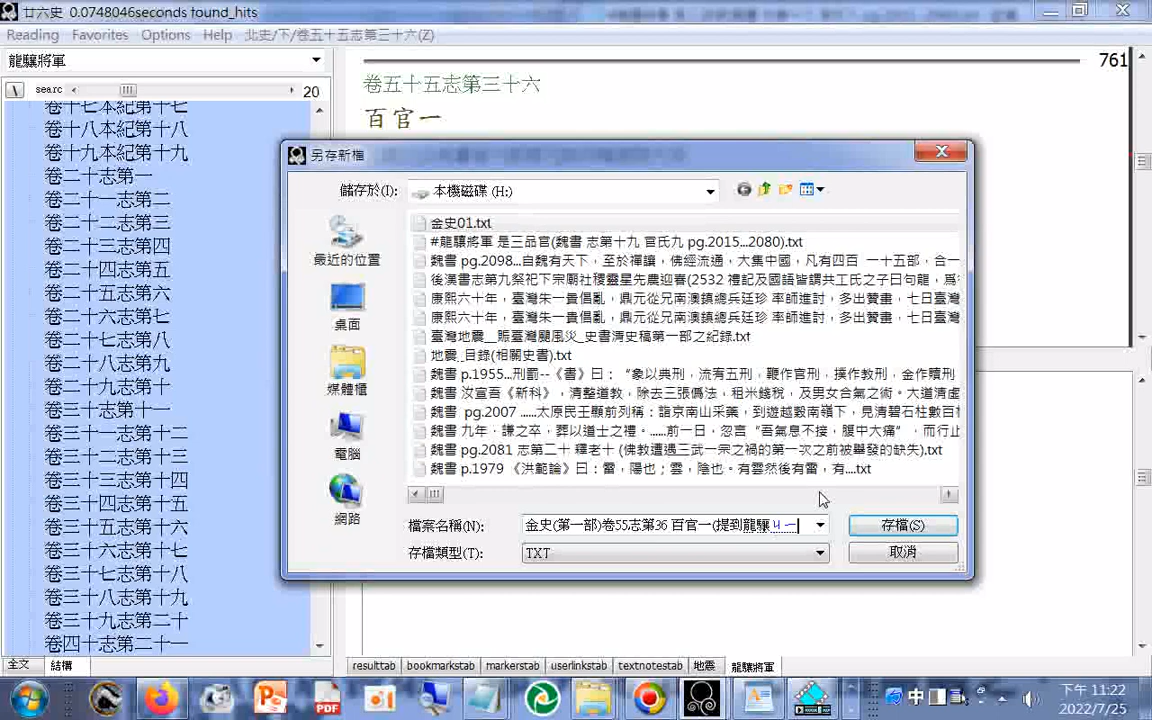 廿六史 0.0748046seconds found_hits
Reading Favorites Options Help 北史/下/卷五十五志第三十六(Z)
龍驤將軍
searc
20
卷十七本紀第十七
卷十八本紀第十八
卷十九本紀第十九
卷二十志第一
卷二十一志第二
卷二十二志第三
卷二十三志第四
卷二十四志第五
卷二十五志第六
卷二十六志第七
卷二十七志第八
卷二十八志第九
卷二十九志第十
卷三十志第十一
卷三十一志第十二
卷三十二志第十三
卷三十三志第十四
卷三十四志第十五
卷三十五志第十六
卷三十六志第十七
卷三十七志第十八
卷三十八志第十九
卷三十九志第二十
卷四十志第二十一
全文 結構
761
卷五十五志第三十六
百官一
另存新檔
儲存於(I): 本機磁碟 (H:)
最近的位置
桌面
媒體櫃
電腦
網路
金史01.txt
#龍驤將軍 是三品官(魏書 志第十九 官氏九 pg.2015...2080).txt
魏書 pg.2098...自魏有天下，至於禪讓，佛經流通，大集中國，凡有四百 一十五部，合一
後漢書志第九祭祀下宗廟社稷靈星先農迎春(2532 禮記及國語皆謂共工氏之子曰句龍，爲
康熙六十年，臺灣朱一貴倡亂，鼎元從兄南澳鎮總兵廷珍 率師進討，多出贊畫，七日臺灣
康熙六十年，臺灣朱一貴倡亂，鼎元從兄南澳鎮總兵廷珍 率師進討，多出贊畫，七日臺灣
臺灣地震__賑臺灣颶風災_史書清史稿第一部之紀錄.txt
地震_目錄(相關史書).txt
魏書 p.1955...刑罰--《書》曰："象以典刑，流有五刑，鞭作官刑，撲作教刑，金作贖刑
魏書 汝宣吾《新科》，清整道教，除去三張僞法，租米錢稅，及男女合氣之術。大道清虛
魏書 pg.2007 ……太原民王顯前列稱：詣京南山采藥，到遊越穀南嶺下，見清碧石柱數百
魏書 九年，謙之卒，葬以道士之禮。……前一日，忽言"吾氣息不接，腹中大痛"，而行止
魏書 pg.2081 志第二十 釋老十 (佛教遭遇三武一宗之禍的第一次之前被舉發的缺失).txt
魏書 p.1979 《洪範論》曰：雷，陽也；雲，陰也。有雲然後有雷，有...txt
檔案名稱(N): 金史(第一部)卷55志第36 百官一(提到龍驤ㄐ一 存檔(S)
存檔類型(T): TXT 取消
resulttab bookmarkstab markerstab userlinkstab textnotestab 地震 龍驤將軍
PDF
中
下午 11:22
2022/7/25